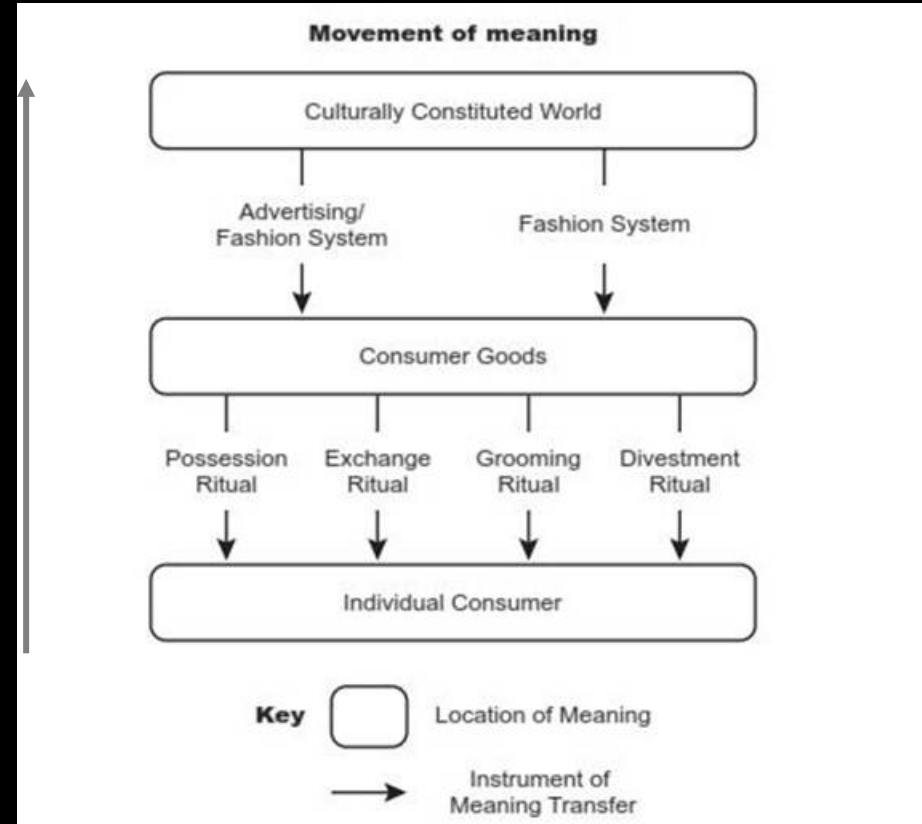 Movement of meaning
Culturally Constituted World
Advertising/
Fashion System
Fashion System
Consumer Goods
Possession
Ritual
Exchange
Ritual
Grooming
Ritual
Divestment
Ritual
Individual Consumer
Key
Location of Meaning
Instrument of
Meaning Transfer